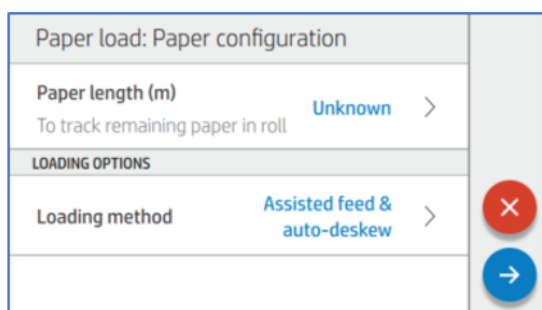 Paper load: Paper configuration
Paper length (m)
To track remaining paper in roll
Unknown
LOADING OPTIONS
Loading method
Assisted feed &
auto-deskew